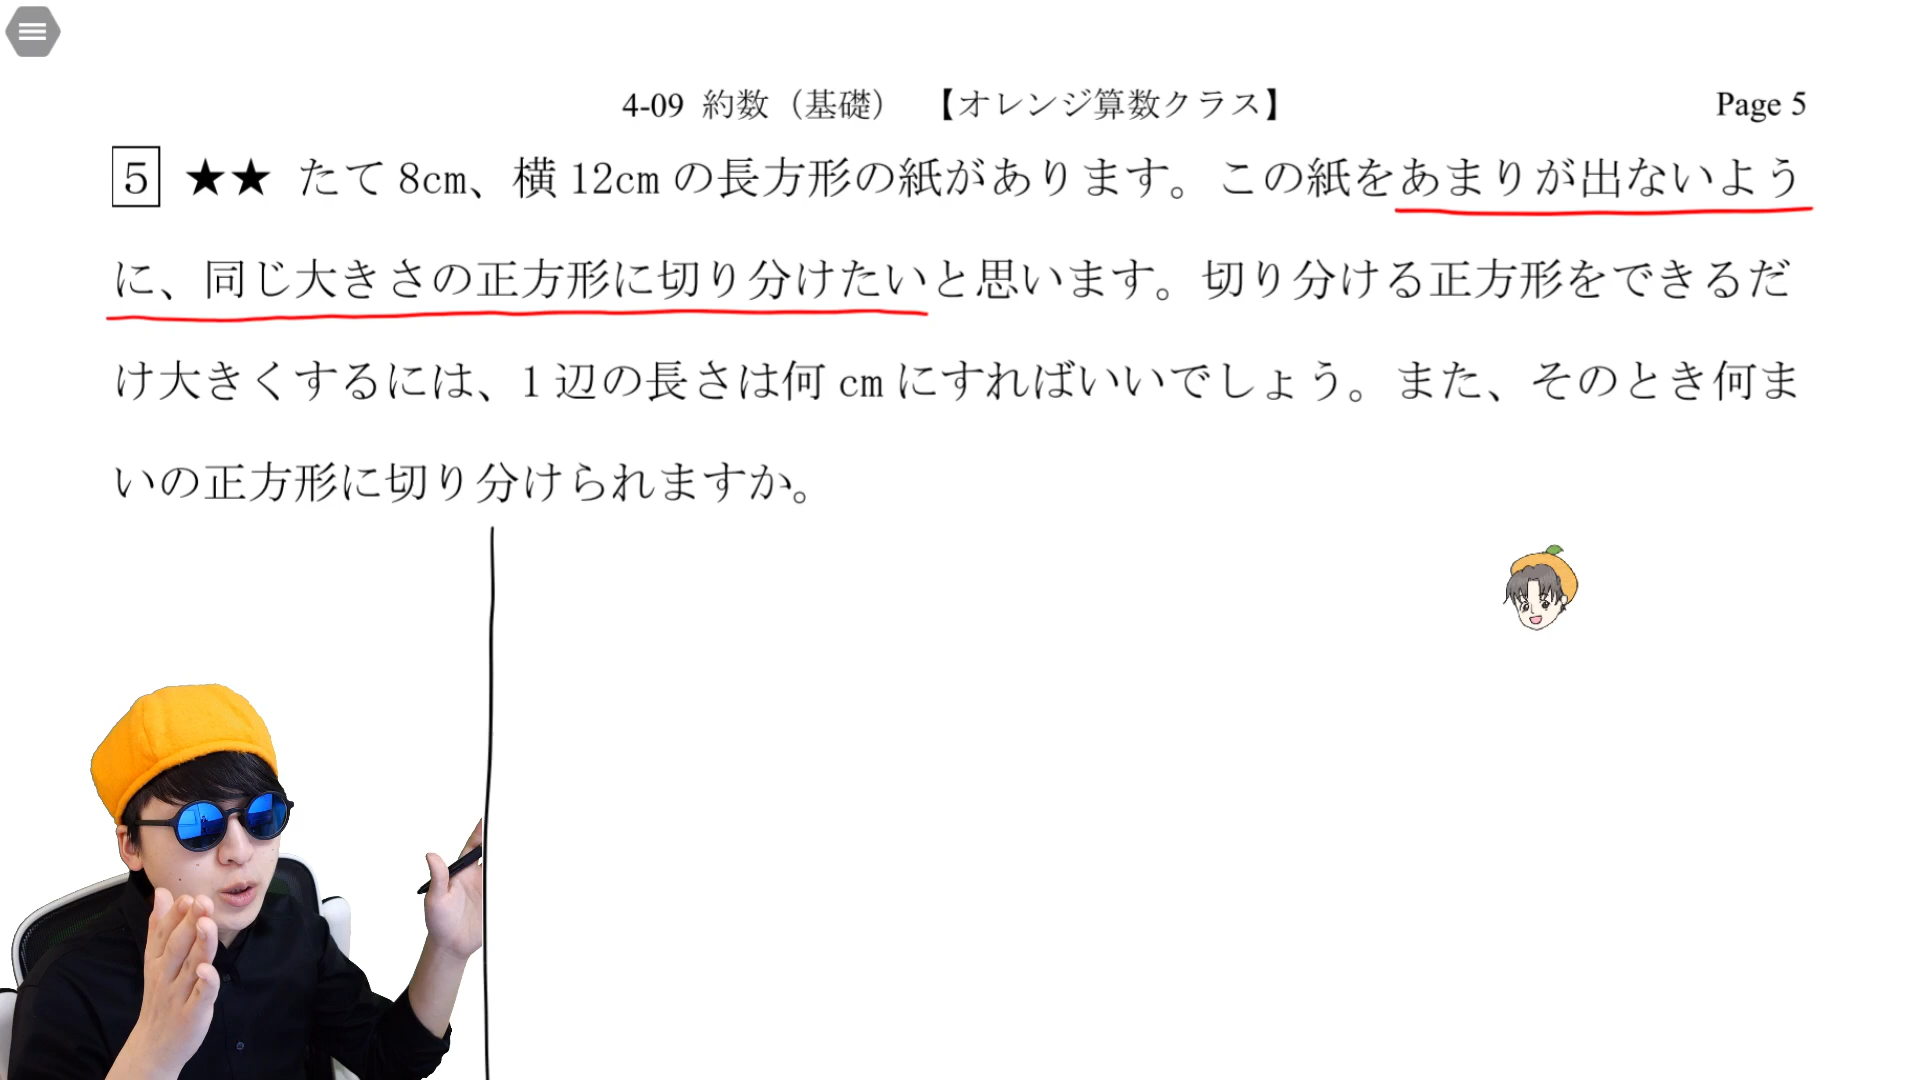 4-09 約数（基礎） 【オレンジ算数クラス】 Page 5
5 ★★ たて 8cm、横 12cm の長方形の紙があります。この紙をあまりが出ないよう
に、同じ大きさの正方形に切り分けたいと思います。切り分ける正方形をできるだ
け大きくするには、1 辺の長さは何 cm にすればいいでしょう。また、そのとき何ま
いの正方形に切り分けられますか。